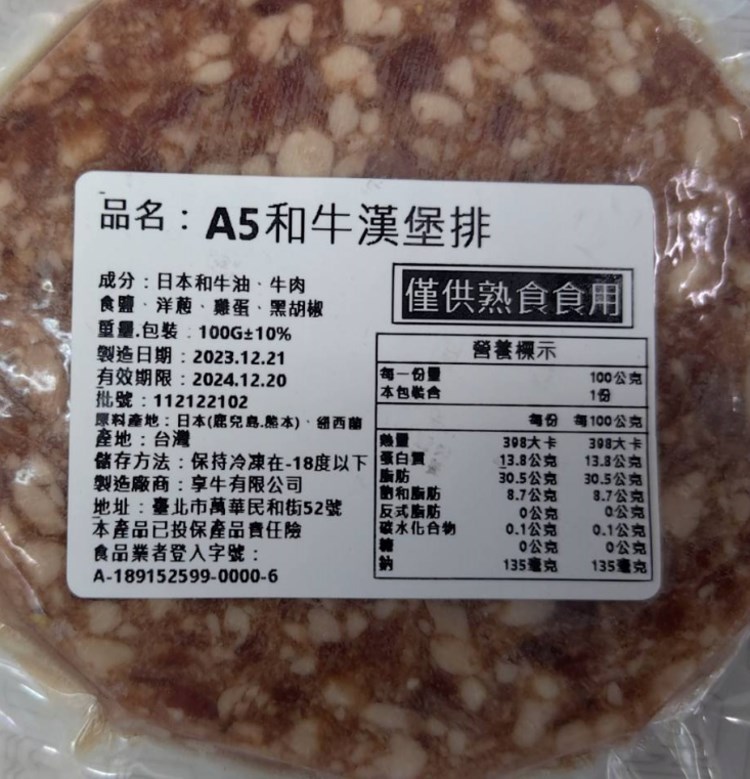 品名：A5和牛漢堡排
成分：日本和牛油、牛肉
食鹽、洋蔥、雞蛋、黑胡椒
重量.包裝：100G±10%
製造日期：2023.12.21
有效期限：2024.12.20
批號：112122102
原料產地：日本(鹿兒島.熊本)、紐西蘭
產地：台灣
儲存方法：保持冷凍在-18度以下
製造廠商：享牛有限公司
地址：臺北市萬華民和街52號
本產品已投保產品責任險
食品業者登入字號：
A-189152599-0000-6
僅供熟食食用
營養標示
每一份量 100公克
本包裝含 1份
每份 每100公克
熱量 398大卡 398大卡
蛋白質 13.8公克 13.8公克
脂肪 30.5公克 30.5公克
飽和脂肪 8.7公克 8.7公克
反式脂肪 0公克 0公克
碳水化合物 0.1公克 0.1公克
糖 0公克 0公克
鈉 135毫克 135毫克